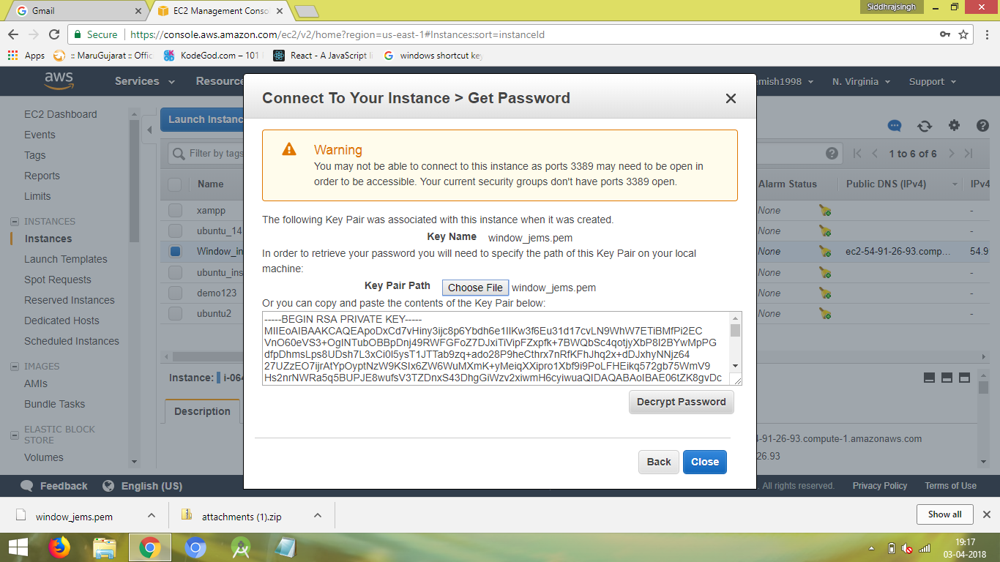 Gmail
EC2 Management Conso
Siddhrajsingh
Secure
https://console.aws.amazon.com/ec2/v2/home?region=us-east-1#Instances:sort=instanceId
Apps
:: MaruGujarat :: Offic
KodeGod.com – 101
React - A JavaScript li
windows shortcut key
aws
Services
Resource
emish1998
N. Virginia
Support
EC2 Dashboard
Events
Tags
Reports
Limits
INSTANCES
Instances
Launch Templates
Spot Requests
Reserved Instances
Dedicated Hosts
Scheduled Instances
IMAGES
AMIs
Bundle Tasks
ELASTIC BLOCK
STORE
Volumes
Launch Instanc
Filter by tags
1 to 6 of 6
Name
Alarm Status
Public DNS (IPv4)
IPv4
xampp
None
-
ubuntu_14
None
-
Window_in
None
ec2-54-91-26-93.comp...
54.9
ubuntu_ins
None
-
demo123
None
-
ubuntu2
None
-
Instance:
i-064
Description
4-91-26-93.compute-1.amazonaws.com
26.93
Connect To Your Instance > Get Password
Warning
You may not be able to connect to this instance as ports 3389 may need to be open in
order to be accessible. Your current security groups don't have ports 3389 open.
The following Key Pair was associated with this instance when it was created.
Key Name window_jems.pem
In order to retrieve your password you will need to specify the path of this Key Pair on your local
machine:
Key Pair Path Choose File window_jems.pem
Or you can copy and paste the contents of the Key Pair below:
-----BEGIN RSA PRIVATE KEY-----
Decrypt Password
Back
Close
Feedback
English (US)
All rights reserved.
Privacy Policy
Terms of Use
window_jems.pem
attachments (1).zip
Show all
19:17
03-04-2018